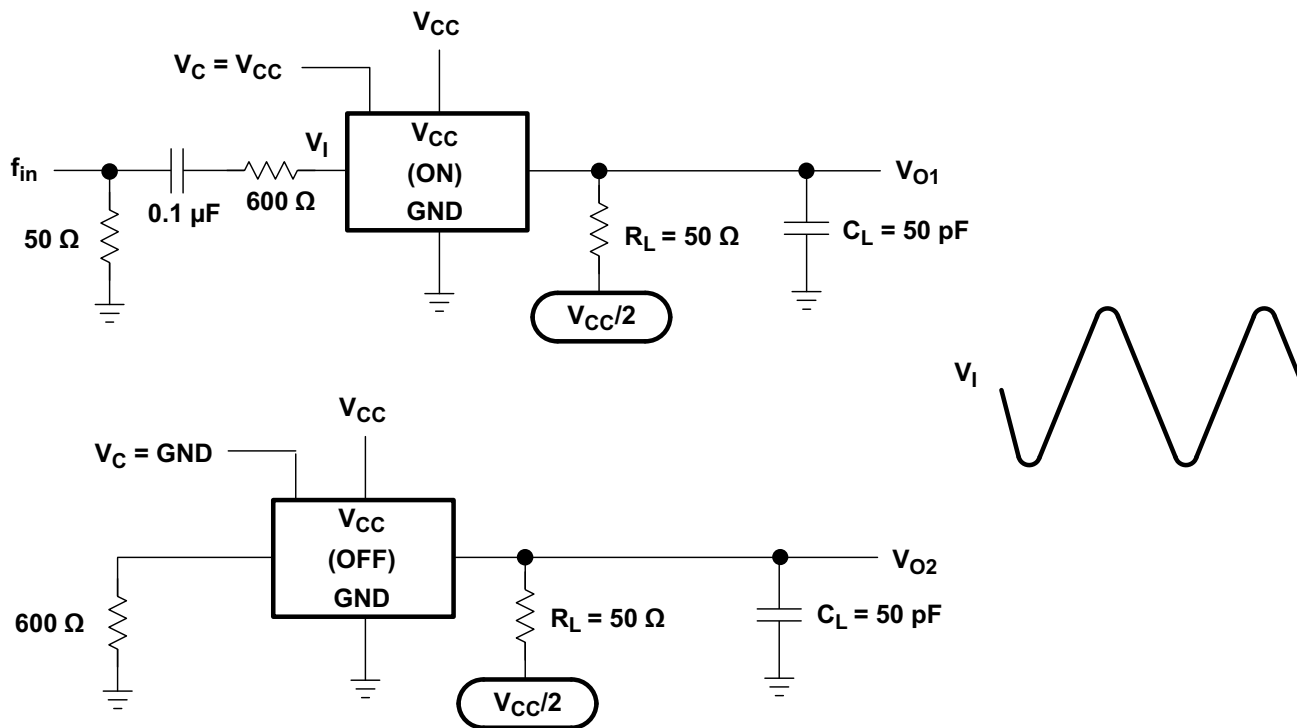 VCC
VC = VCC
VI
VCC
fin
(ON)
VO1
0.1 µF
600 Ω
GND
50 Ω
RL = 50 Ω
CL = 50 pF
VCC/2
VI
VCC
VC = GND
VCC
(OFF)
VO2
GND
600 Ω
RL = 50 Ω
CL = 50 pF
VCC/2